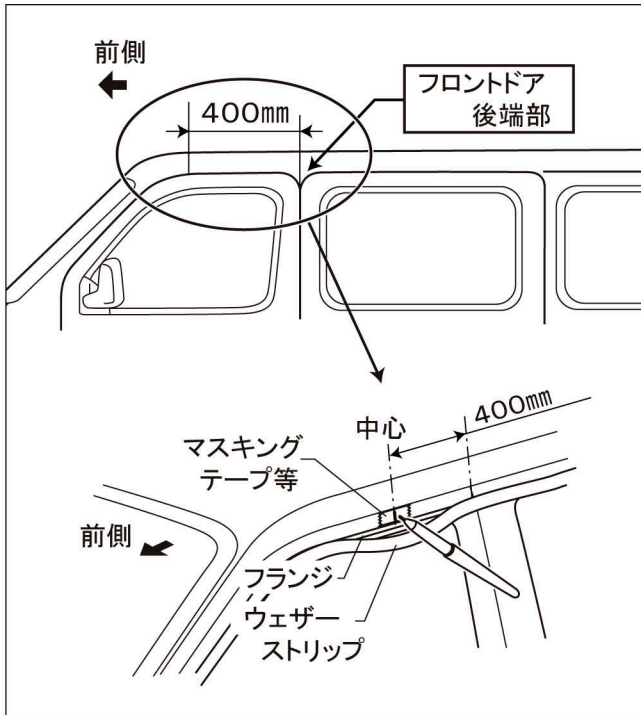 前側
400㎜
フロントドア
後端部
400㎜
中心
マスキング
テープ等
前側
フランジ
ウェザー
ストリップ